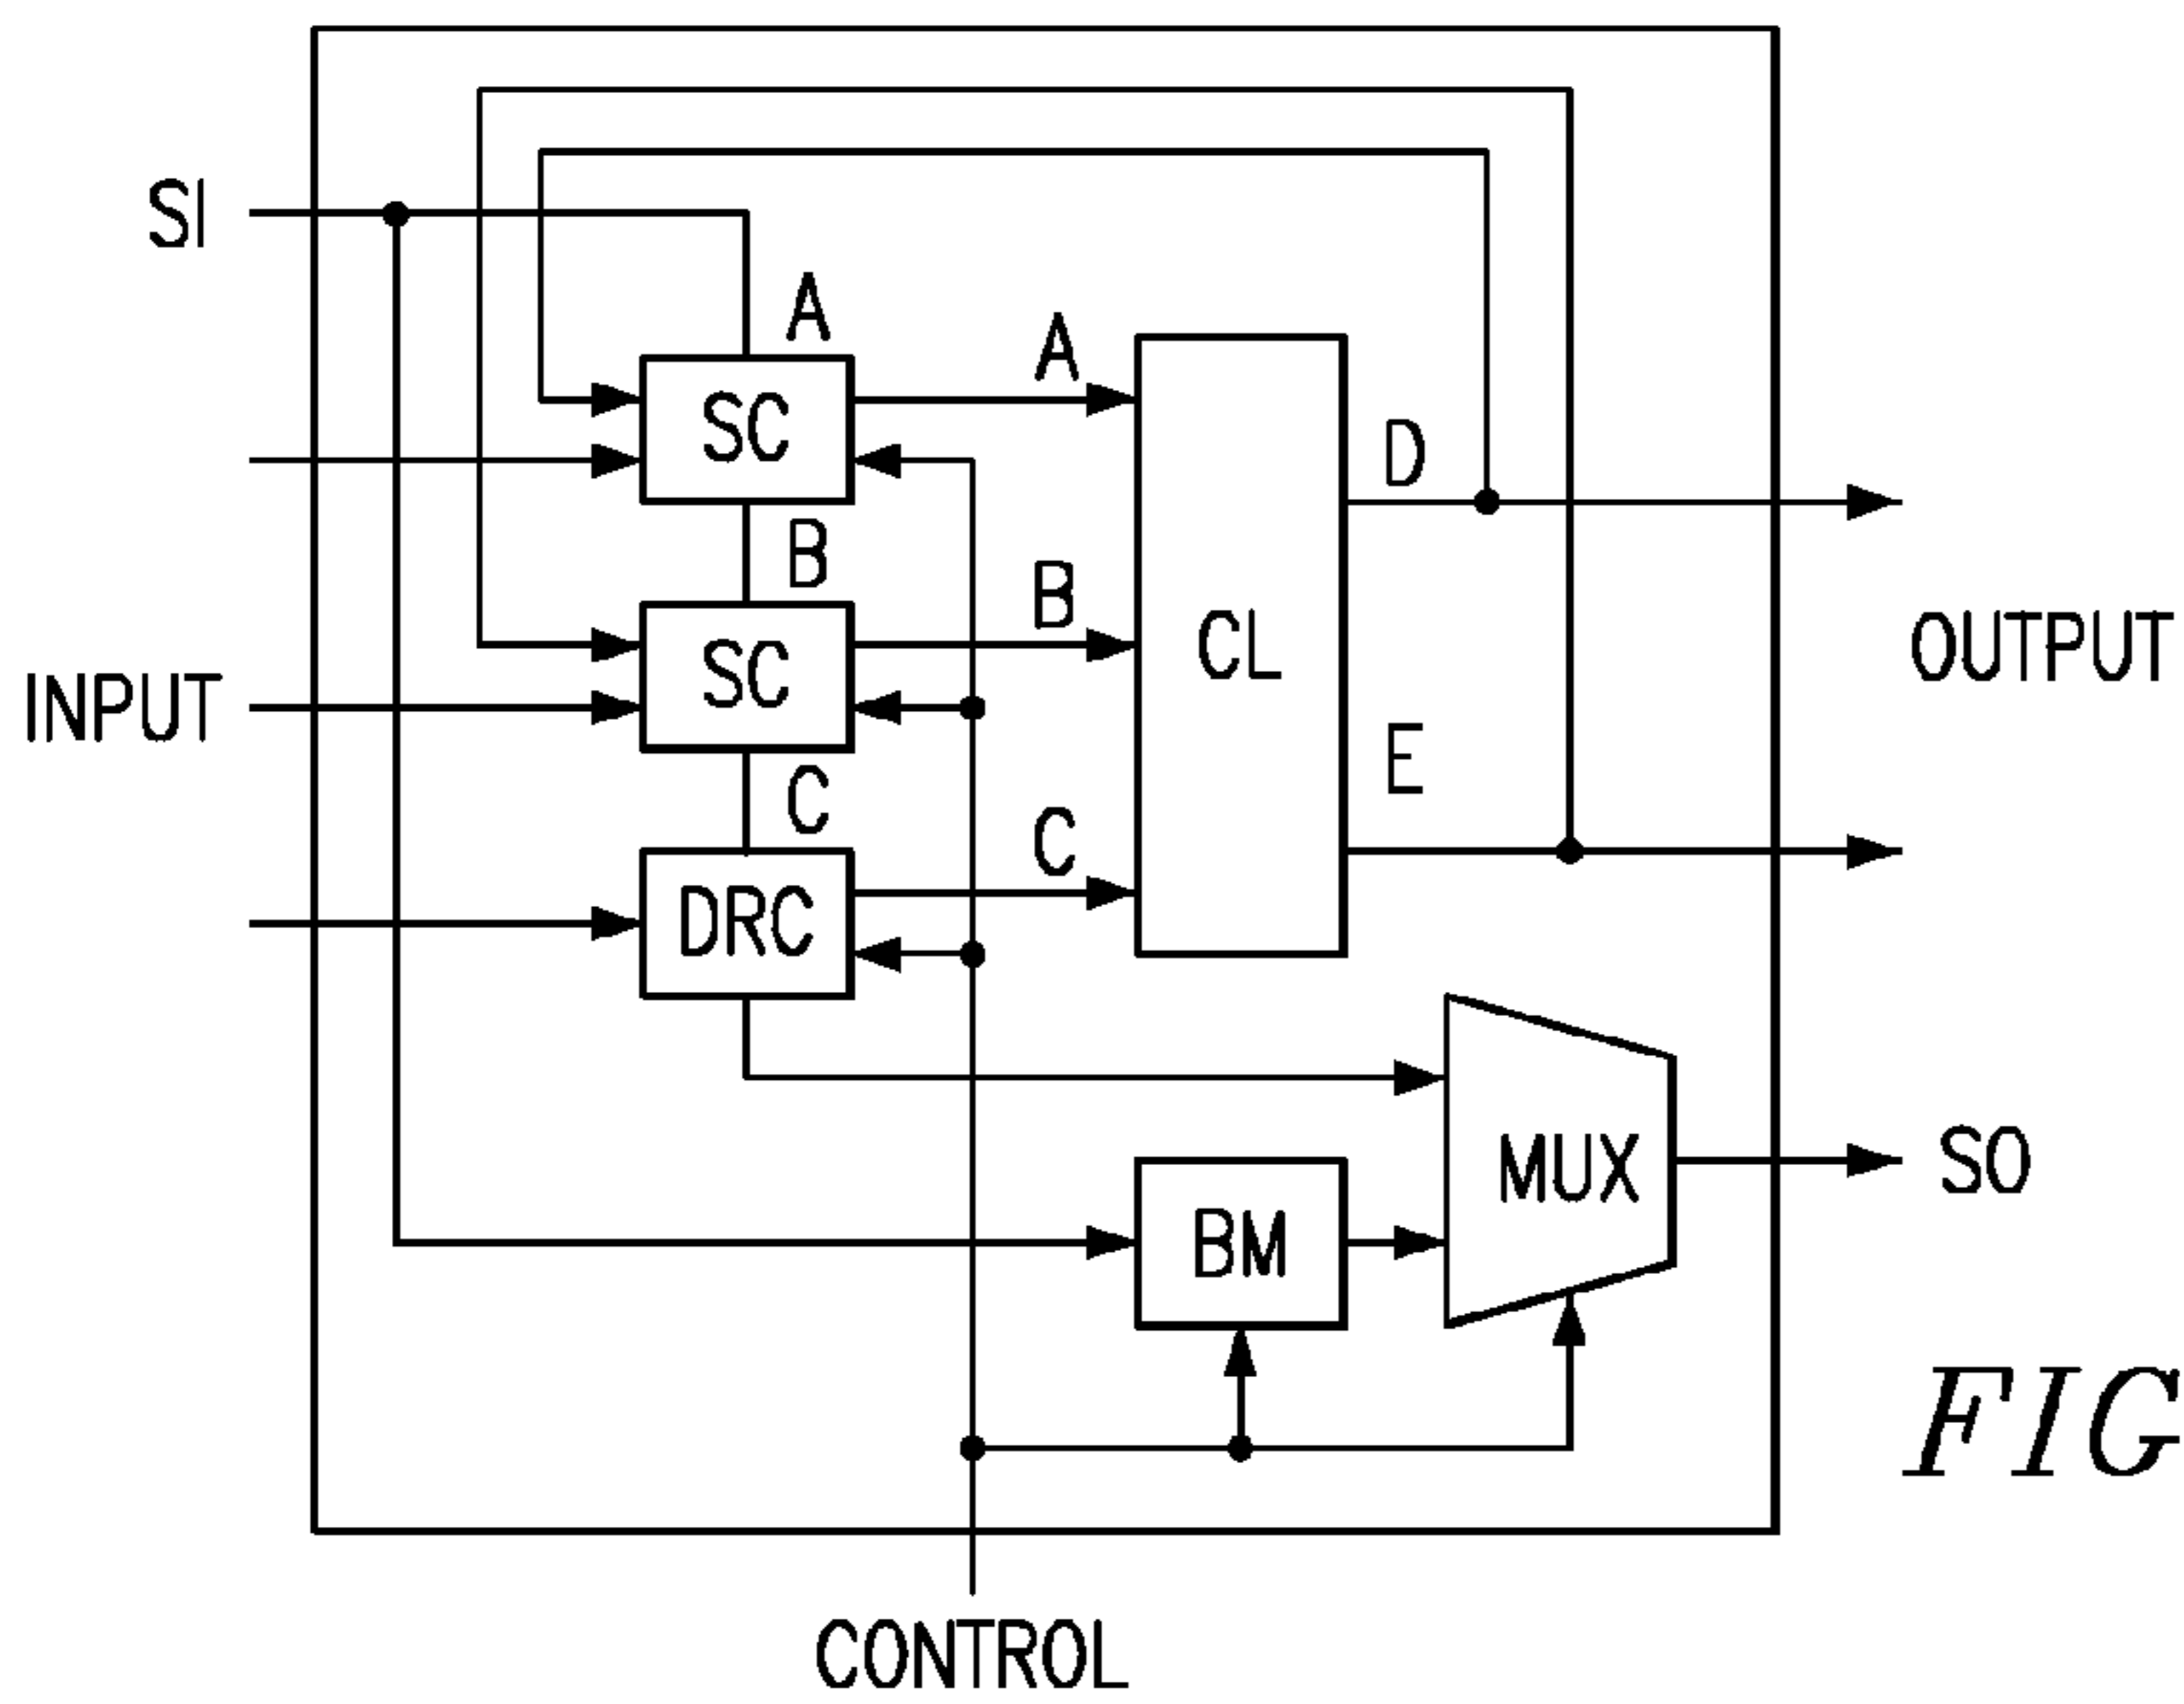 SI
A
A
SC
D
B
B
SC
CL
OUTPUT
INPUT
E
C
C
DRC
MUX
SO
BM
FIG
CONTROL